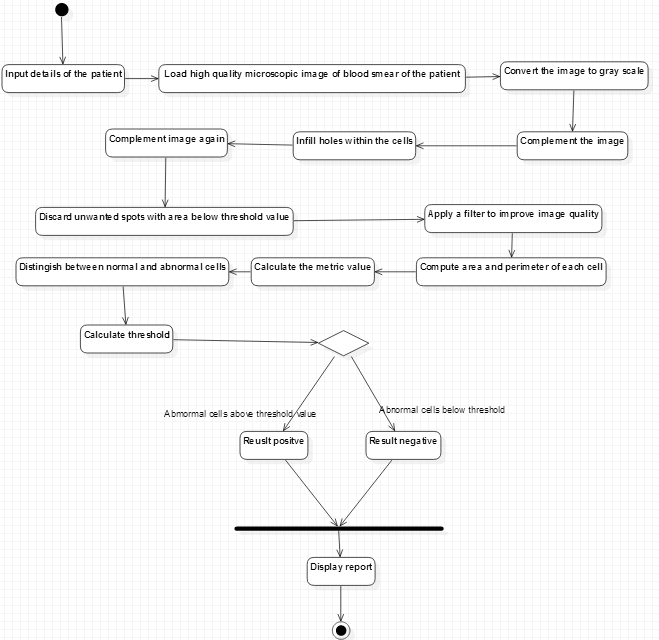 Input details of the patient
Load high quality microscopic image of blood smear of the patient
Convert the image to gray scale
Complement image again
Infill holes within the cells
Complement the image
Discard unwanted spots with area below threshold value
Apply a filter to improve image quality
Distingish between normal and abnormal cells
Calculate the metric value
Compute area and perimeter of each cell
Calculate threshold
Abmormal cells above threshold value
Abnormal cells below threshold
Reuslt positve
Result negative
Display report